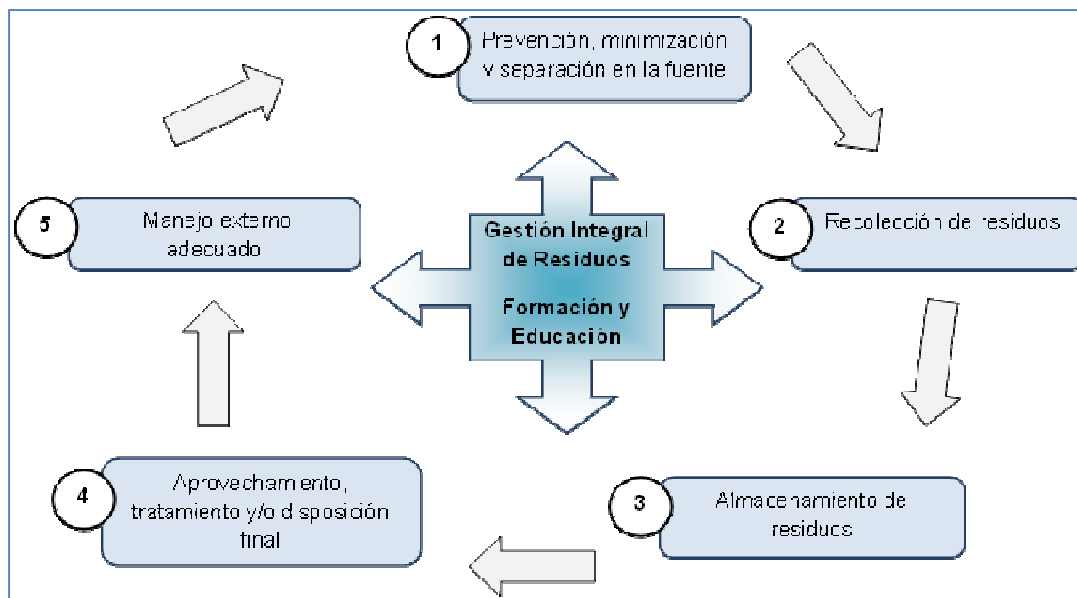 1
Prevención, minimización
y separación en la fuente
2
Recolección de residuos
3
Almacenamiento de
residuos
4
Aprovechamiento,
tratamiento y/o disposición
final
5
Manejo externo
adecuado
Gestión Integral
de Residuos
Formación y
Educación